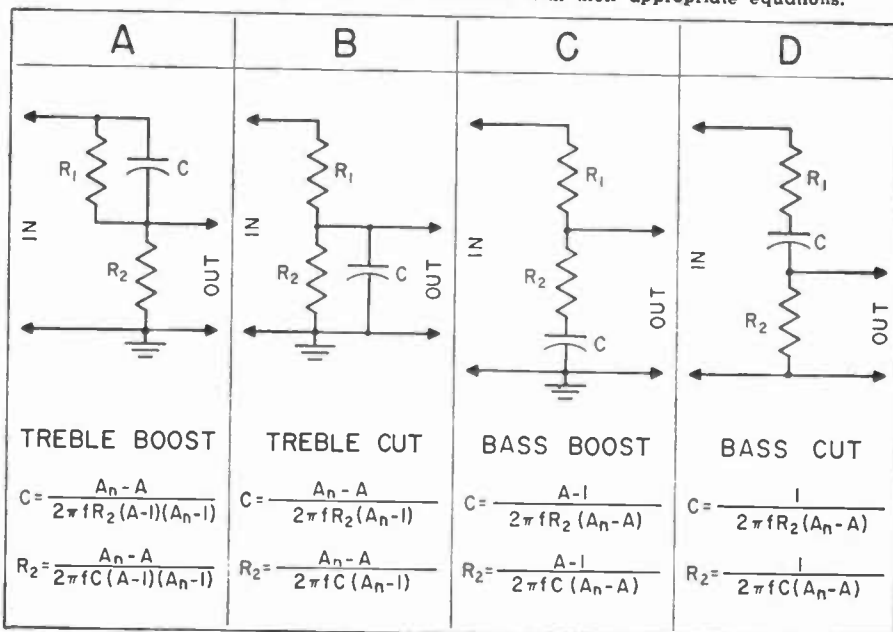 appropriate equations.
A B C D
R₁ C
R₂
IN
OUT
R₁
R₂ C
IN
OUT
R₁
R₂
C
IN
OUT
R₁
C
R₂
IN
OUT
TREBLE BOOST TREBLE CUT BASS BOOST BASS CUT
C = (Aₙ-A) / (2πfR₂(A-1)(Aₙ-1))
C = (Aₙ-A) / (2πfR₂(Aₙ-1))
C = (A-1) / (2πfR₂(Aₙ-A))
C = 1 / (2πfR₂(Aₙ-A))
R₂ = (Aₙ-A) / (2πfC(A-1)(Aₙ-1))
R₂ = (Aₙ-A) / (2πfC(Aₙ-1))
R₂ = (A-1) / (2πfC(Aₙ-A))
R₂ = 1 / (2πfC(Aₙ-A))